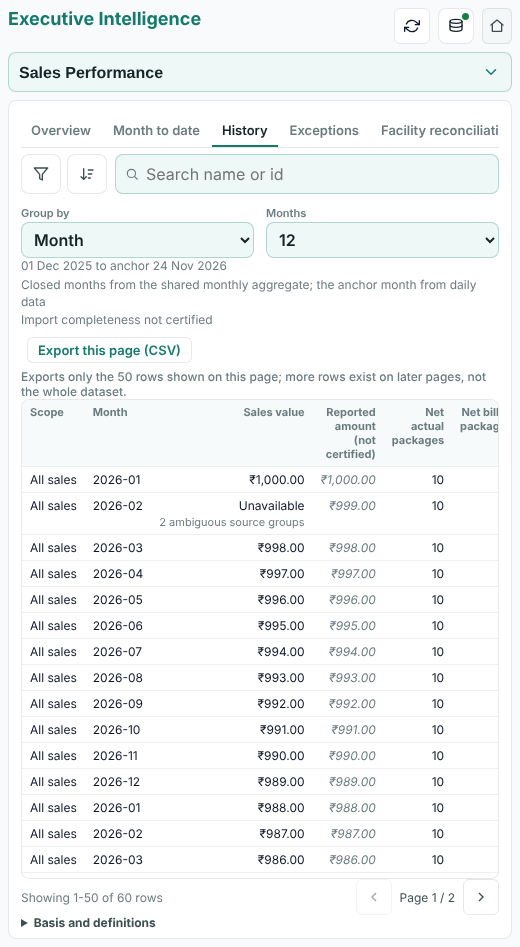 Executive Intelligence
Sales Performance
Overview Month to date History Exceptions Facility reconciliati
Search name or id
Group by Months
Month 12
01 Dec 2025 to anchor 24 Nov 2026
Closed months from the shared monthly aggregate; the anchor month from daily
data
Import completeness not certified
Export this page (CSV)
Exports only the 50 rows shown on this page; more rows exist on later pages, not
the whole dataset.
Scope Month Sales value Reported Net Net bill
amount actual packag
(not packages
certified)
All sales 2026-01 ₹1,000.00 ₹1,000.00 10
All sales 2026-02 Unavailable ₹999.00 10
2 ambiguous source groups
All sales 2026-03 ₹998.00 ₹998.00 10
All sales 2026-04 ₹997.00 ₹997.00 10
All sales 2026-05 ₹996.00 ₹996.00 10
All sales 2026-06 ₹995.00 ₹995.00 10
All sales 2026-07 ₹994.00 ₹994.00 10
All sales 2026-08 ₹993.00 ₹993.00 10
All sales 2026-09 ₹992.00 ₹992.00 10
All sales 2026-10 ₹991.00 ₹991.00 10
All sales 2026-11 ₹990.00 ₹990.00 10
All sales 2026-12 ₹989.00 ₹989.00 10
All sales 2026-01 ₹988.00 ₹988.00 10
All sales 2026-02 ₹987.00 ₹987.00 10
All sales 2026-03 ₹986.00 ₹986.00 10
Showing 1-50 of 60 rows Page 1 / 2
Basis and definitions